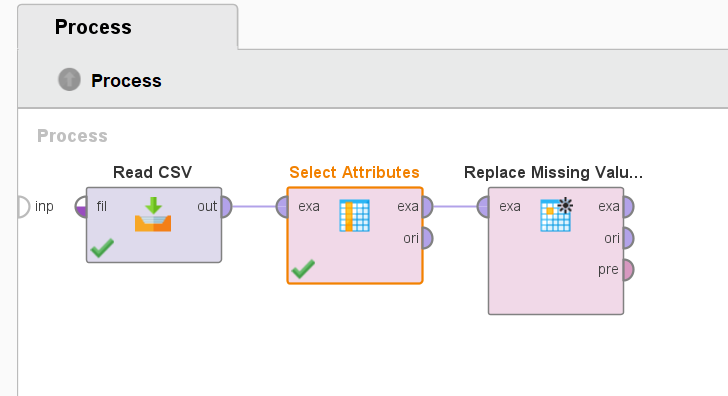 Process
Process
Process
Read CSV
Select Attributes
Replace Missing Valu...
inp
fil
out
exa
exa
ori
exa
exa
ori
pre